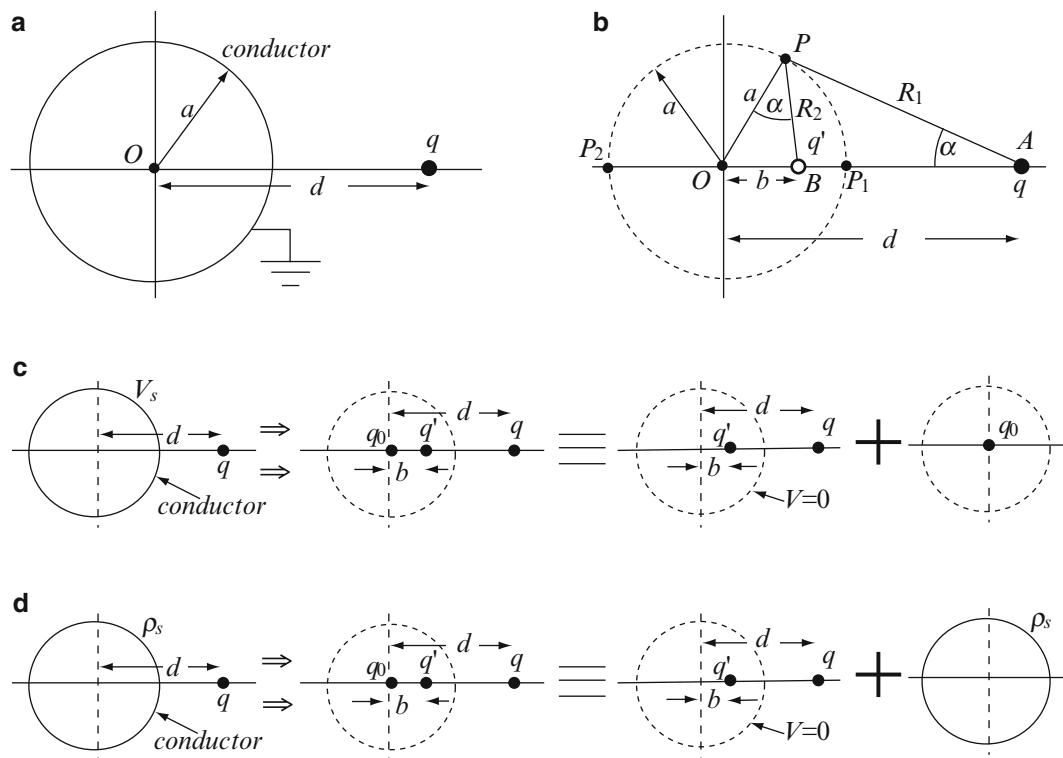 a
conductor
a
O
q
d
b
P
a
a
α
R₂
R₁
P₂
O
b
q'
B
P₁
α
A
q
d
c
Vₛ
d
q
conductor
⇒
⇒
d
q₀
q'
q
b
d
q'
q
b
V=0
+
q₀
d
ρₛ
d
q
conductor
⇒
⇒
d
q₀
q'
q
b
d
q'
q
b
V=0
+
ρₛ